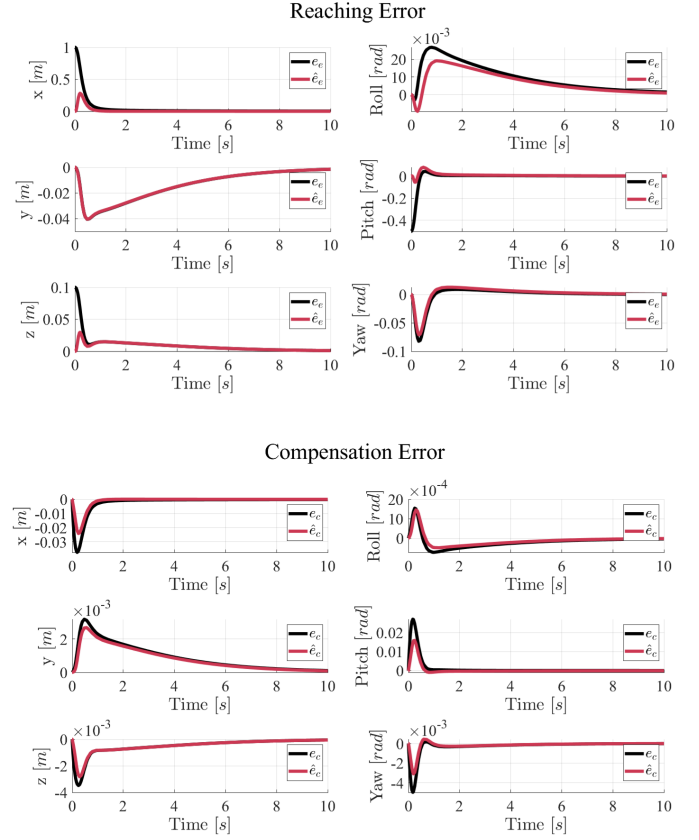 Reaching Error
1
0.5
0
x [m]
0 2 4 6 8 10
Time [s]
e_e
ê_e
×10⁻³
20
10
0
Roll [rad]
0 2 4 6 8 10
Time [s]
e_e
ê_e
0
-0.02
-0.04
y [m]
0 2 4 6 8 10
Time [s]
e_e
ê_e
0
-0.2
-0.4
Pitch [rad]
0 2 4 6 8 10
Time [s]
e_e
ê_e
0.1
0.05
0
z [m]
0 2 4 6 8 10
Time [s]
e_e
ê_e
0
-0.05
-0.1
Yaw [rad]
0 2 4 6 8 10
Time [s]
e_e
ê_e
Compensation Error
0
-0.01
-0.02
-0.03
x [m]
0 2 4 6 8 10
Time [s]
e_c
ê_c
×10⁻⁴
20
10
0
Roll [rad]
0 2 4 6 8 10
Time [s]
e_c
ê_c
×10⁻³
2
0
y [m]
0 2 4 6 8 10
Time [s]
e_c
ê_c
0.02
0.01
0
Pitch [rad]
0 2 4 6 8 10
Time [s]
e_c
ê_c
×10⁻³
0
-2
-4
z [m]
0 2 4 6 8 10
Time [s]
e_c
ê_c
×10⁻³
0
-2
-4
Yaw [rad]
0 2 4 6 8 10
Time [s]
e_c
ê_c